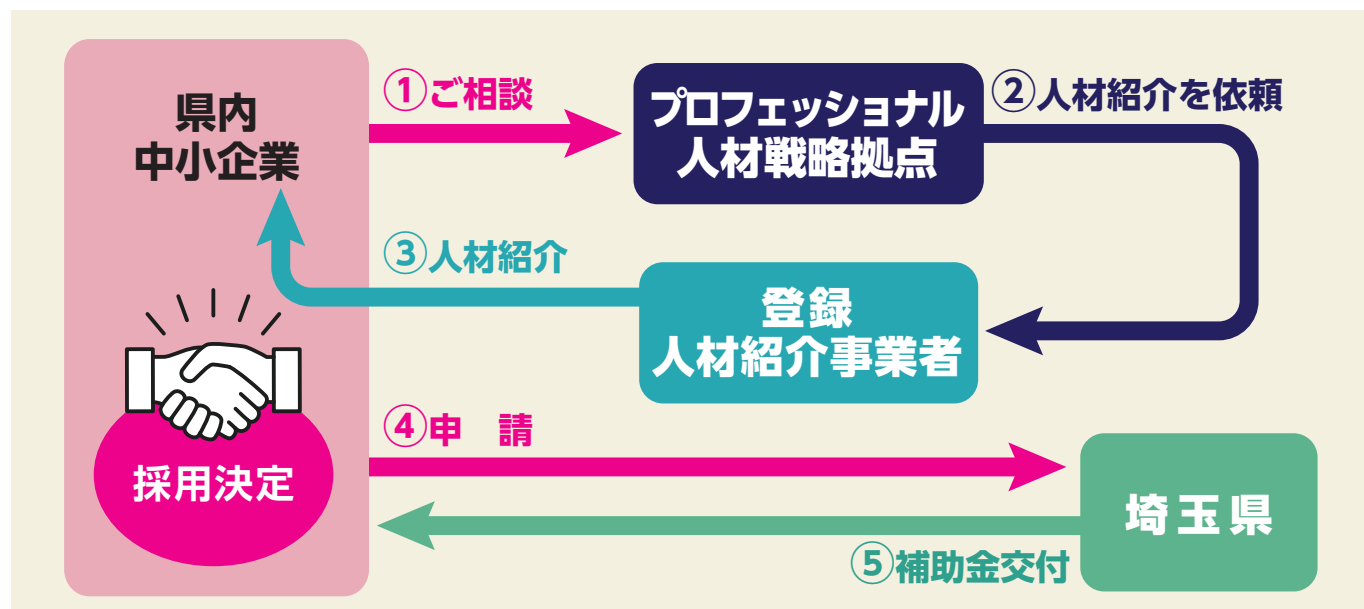 県内
中小企業
①ご相談
プロフェッショナル
人材戦略拠点
②人材紹介を依頼
③人材紹介
登録
人材紹介事業者
採用決定
④申　請
埼玉県
⑤補助金交付